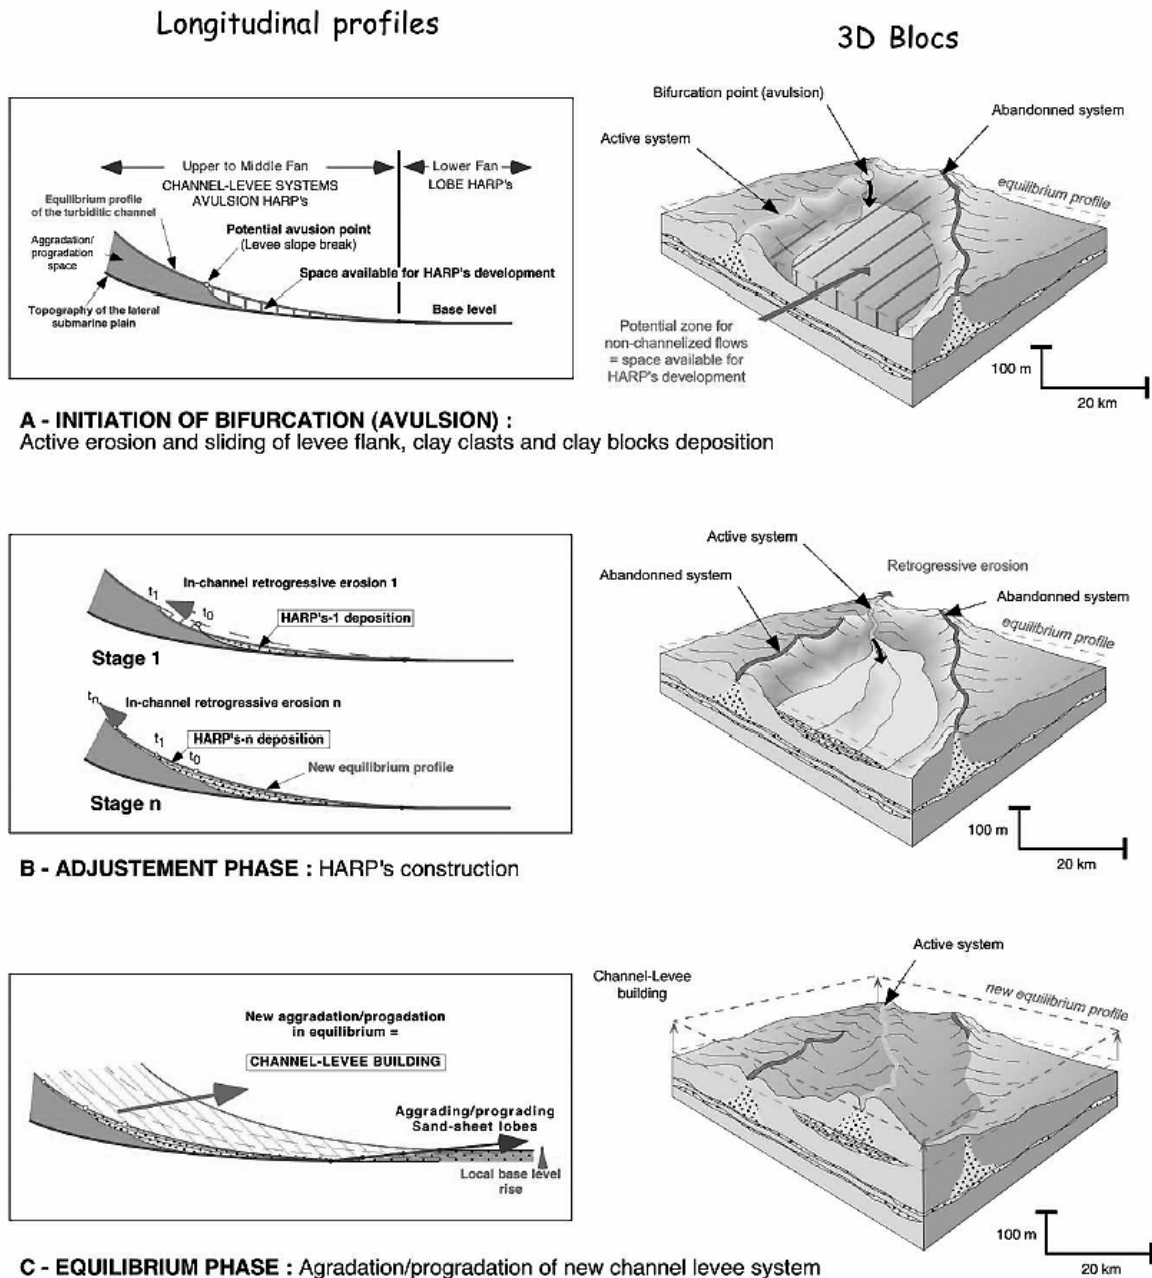 Longitudinal profiles
3D Blocs
Upper to Middle Fan
CHANNEL-LEVEE SYSTEMS
AVULSION HARP's
Lower Fan
LOBE HARP's
Equilibrium profile
of the turbiditic channel
Aggradation/
progradation
space
Potential avusion point
(Levee slope break)
Space available for HARP's development
Topography of the lateral
submarine plain
Base level
Bifurcation point (avulsion)
Abandonned system
Active system
equilibrium profile
Potential zone for
non-channelized flows
= space available for
HARP's development
100 m
20 km
A - INITIATION OF BIFURCATION (AVULSION) :
Active erosion and sliding of levee flank, clay clasts and clay blocks deposition
t1
In-channel retrogressive erosion 1
t0
HARP's-1 deposition
Stage 1
tn
In-channel retrogressive erosion n
t1
HARP's-n deposition
t0
New equilibrium profile
Stage n
Active system
Retrogressive erosion
Abandonned system
Abandonned system
equilibrium profile
100 m
20 km
B - ADJUSTEMENT PHASE : HARP's construction
New aggradation/progadation
in equilibrium =
CHANNEL-LEVEE BUILDING
Aggrading/prograding
Sand-sheet lobes
Local base level
rise
Active system
Channel-Levee
building
new equilibrium profile
100 m
20 km
C - EQUILIBRIUM PHASE : Agradation/progradation of new channel levee system